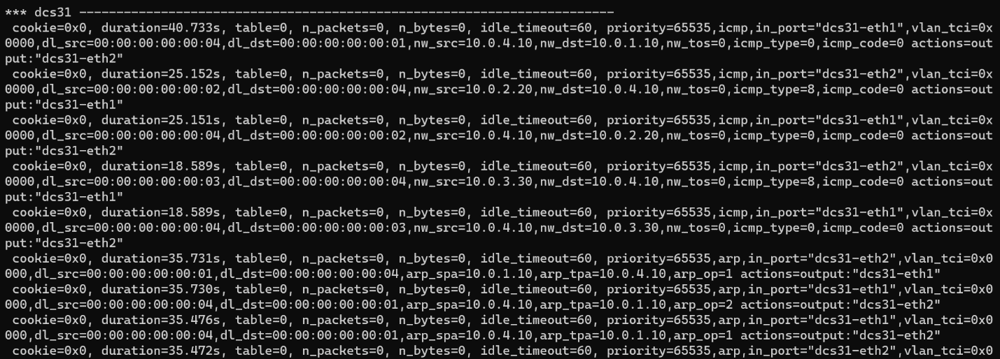 *** dcs31 ------------------------------------------------------------------------
 cookie=0x0, duration=40.733s, table=0, n_packets=0, n_bytes=0, idle_timeout=60, priority=65535,icmp,in_port="dcs31-eth1",vlan_tci=0x
0000,dl_src=00:00:00:00:00:04,dl_dst=00:00:00:00:00:01,nw_src=10.0.4.10,nw_dst=10.0.1.10,nw_tos=0,icmp_type=0,icmp_code=0 actions=out
put:"dcs31-eth2"
 cookie=0x0, duration=25.152s, table=0, n_packets=0, n_bytes=0, idle_timeout=60, priority=65535,icmp,in_port="dcs31-eth2",vlan_tci=0x
0000,dl_src=00:00:00:00:00:02,dl_dst=00:00:00:00:00:04,nw_src=10.0.2.20,nw_dst=10.0.4.10,nw_tos=0,icmp_type=8,icmp_code=0 actions=out
put:"dcs31-eth1"
 cookie=0x0, duration=25.151s, table=0, n_packets=0, n_bytes=0, idle_timeout=60, priority=65535,icmp,in_port="dcs31-eth1",vlan_tci=0x
0000,dl_src=00:00:00:00:00:04,dl_dst=00:00:00:00:00:02,nw_src=10.0.4.10,nw_dst=10.0.2.20,nw_tos=0,icmp_type=0,icmp_code=0 actions=out
put:"dcs31-eth2"
 cookie=0x0, duration=18.589s, table=0, n_packets=0, n_bytes=0, idle_timeout=60, priority=65535,icmp,in_port="dcs31-eth2",vlan_tci=0x
0000,dl_src=00:00:00:00:00:03,dl_dst=00:00:00:00:00:04,nw_src=10.0.3.30,nw_dst=10.0.4.10,nw_tos=0,icmp_type=8,icmp_code=0 actions=out
put:"dcs31-eth1"
 cookie=0x0, duration=18.589s, table=0, n_packets=0, n_bytes=0, idle_timeout=60, priority=65535,icmp,in_port="dcs31-eth1",vlan_tci=0x
0000,dl_src=00:00:00:00:00:04,dl_dst=00:00:00:00:00:03,nw_src=10.0.4.10,nw_dst=10.0.3.30,nw_tos=0,icmp_type=0,icmp_code=0 actions=out
put:"dcs31-eth2"
 cookie=0x0, duration=35.731s, table=0, n_packets=0, n_bytes=0, idle_timeout=60, priority=65535,arp,in_port="dcs31-eth2",vlan_tci=0x0
000,dl_src=00:00:00:00:00:01,dl_dst=00:00:00:00:00:04,arp_spa=10.0.1.10,arp_tpa=10.0.4.10,arp_op=1 actions=output:"dcs31-eth1"
 cookie=0x0, duration=35.730s, table=0, n_packets=0, n_bytes=0, idle_timeout=60, priority=65535,arp,in_port="dcs31-eth1",vlan_tci=0x0
000,dl_src=00:00:00:00:00:04,dl_dst=00:00:00:00:00:01,arp_spa=10.0.4.10,arp_tpa=10.0.1.10,arp_op=2 actions=output:"dcs31-eth2"
 cookie=0x0, duration=35.476s, table=0, n_packets=0, n_bytes=0, idle_timeout=60, priority=65535,arp,in_port="dcs31-eth1",vlan_tci=0x0
000,dl_src=00:00:00:00:00:04,dl_dst=00:00:00:00:00:01,arp_spa=10.0.4.10,arp_tpa=10.0.1.10,arp_op=1 actions=output:"dcs31-eth2"
 cookie=0x0, duration=35.472s, table=0, n_packets=0, n_bytes=0, idle_timeout=60, priority=65535,arp,in_port="dcs31-eth2",vlan_tci=0x0